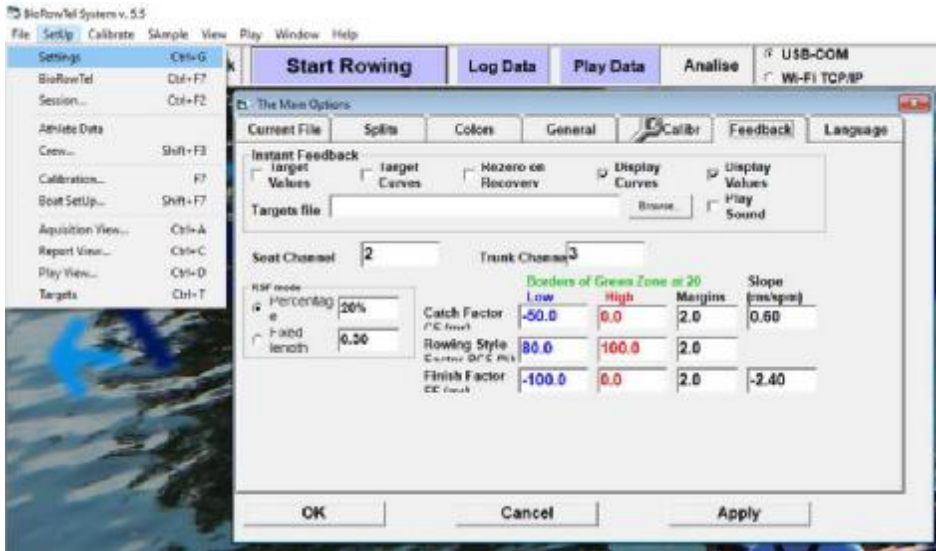 BioRowTel System v. 5.5
File SetUp Calibrate SAmple View Play Window Help
Settings Ctrl+G
BioRowTel Ctrl+F7
Session... Ctrl+F2
Athlete Data
Crew... Shift+F3
Calibration... F7
Boat SetUp... Shift+F7
Aquisition View... Ctrl+A
Report View... Ctrl+C
Play View... Ctrl+D
Targets Ctrl+T
k Start Rowing Log Data Play Data Analise USB-COM
Wi-Fi TCP/IP
The Main Options
Current File Splits Colors General Calibr Feedback Language
Instant Feedback
Target Values Target Curves Rezero on Recovery Display Curves Display Values
Targets file Browse... Play Sound
Seat Channel 2 Trunk Channel 3
RSF mode
Percentag
e 20%
Fixed
length 0.30
Borders of Green Zone at 20 Slope
Low High Margins (ms/spm)
Catch Factor -50.0 0.0 2.0 0.60
Rowing Style 80.0 100.0 2.0
Finish Factor -100.0 0.0 2.0 -2.40
OK Cancel Apply